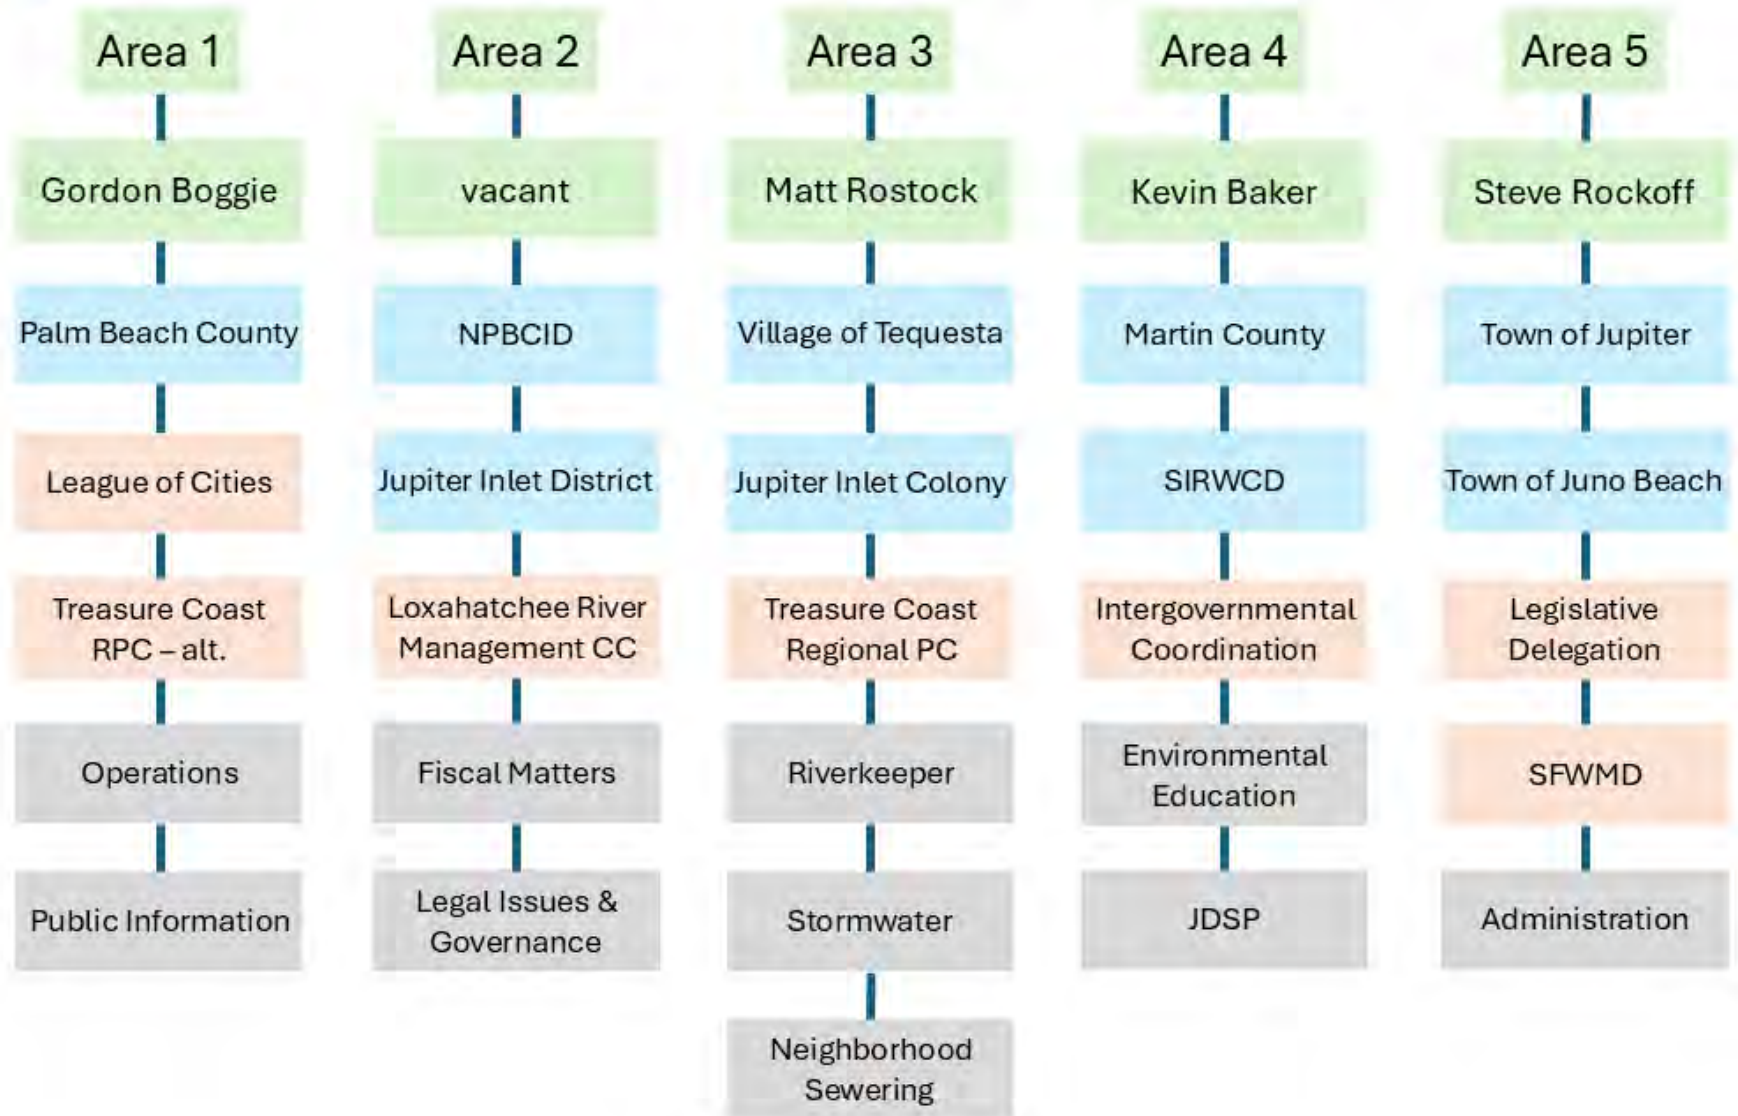 Area 1
Gordon Boggie
Palm Beach County
League of Cities
Treasure Coast
RPC – alt.
Operations
Public Information
Area 2
vacant
NPBCID
Jupiter Inlet District
Loxahatchee River
Management CC
Fiscal Matters
Legal Issues &
Governance
Area 3
Matt Rostock
Village of Tequesta
Jupiter Inlet Colony
Treasure Coast
Regional PC
Riverkeeper
Stormwater
Neighborhood
Sewering
Area 4
Kevin Baker
Martin County
SIRWCD
Intergovernmental
Coordination
Environmental
Education
JDSP
Area 5
Steve Rockoff
Town of Jupiter
Town of Juno Beach
Legislative
Delegation
SFWMD
Administration